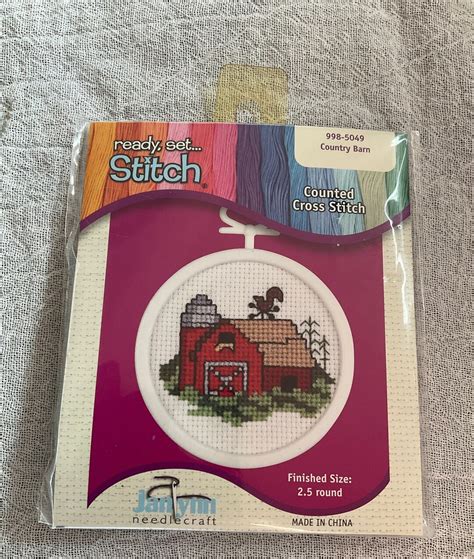 ready, set...
Stitch®
998-5049
Country Barn
Counted
Cross Stitch
Finished Size:
2.5 round
Janlynn
needlecraft
MADE IN CHINA